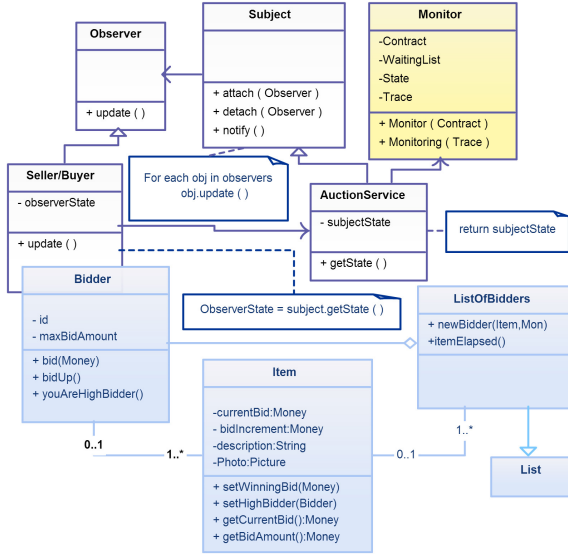 Observer
+ update ( )
Subject
+ attach ( Observer )
+ detach ( Observer )
+ notify ( )
Monitor
-Contract
-WaitingList
-State
-Trace
+ Monitor ( Contract )
+ Monitoring ( Trace )
For each obj in observers
obj.update ( )
Seller/Buyer
- observerState
+ update ( )
AuctionService
- subjectState
+ getState ( )
return subjectState
ObserverState = subject.getState ( )
Bidder
- id
- maxBidAmount
+ bid(Money)
+ bidUp()
+ youAreHighBidder()
ListOfBidders
+ newBidder(Item,Mon)
+itemElapsed()
Item
-currentBid:Money
- bidIncrement:Money
-description:String
-Photo:Picture
+ setWinningBid(Money)
+ setHighBidder(Bidder)
+ getCurrentBid():Money
+ getBidAmount():Money
0..1
1..*
0..1
1..*
List